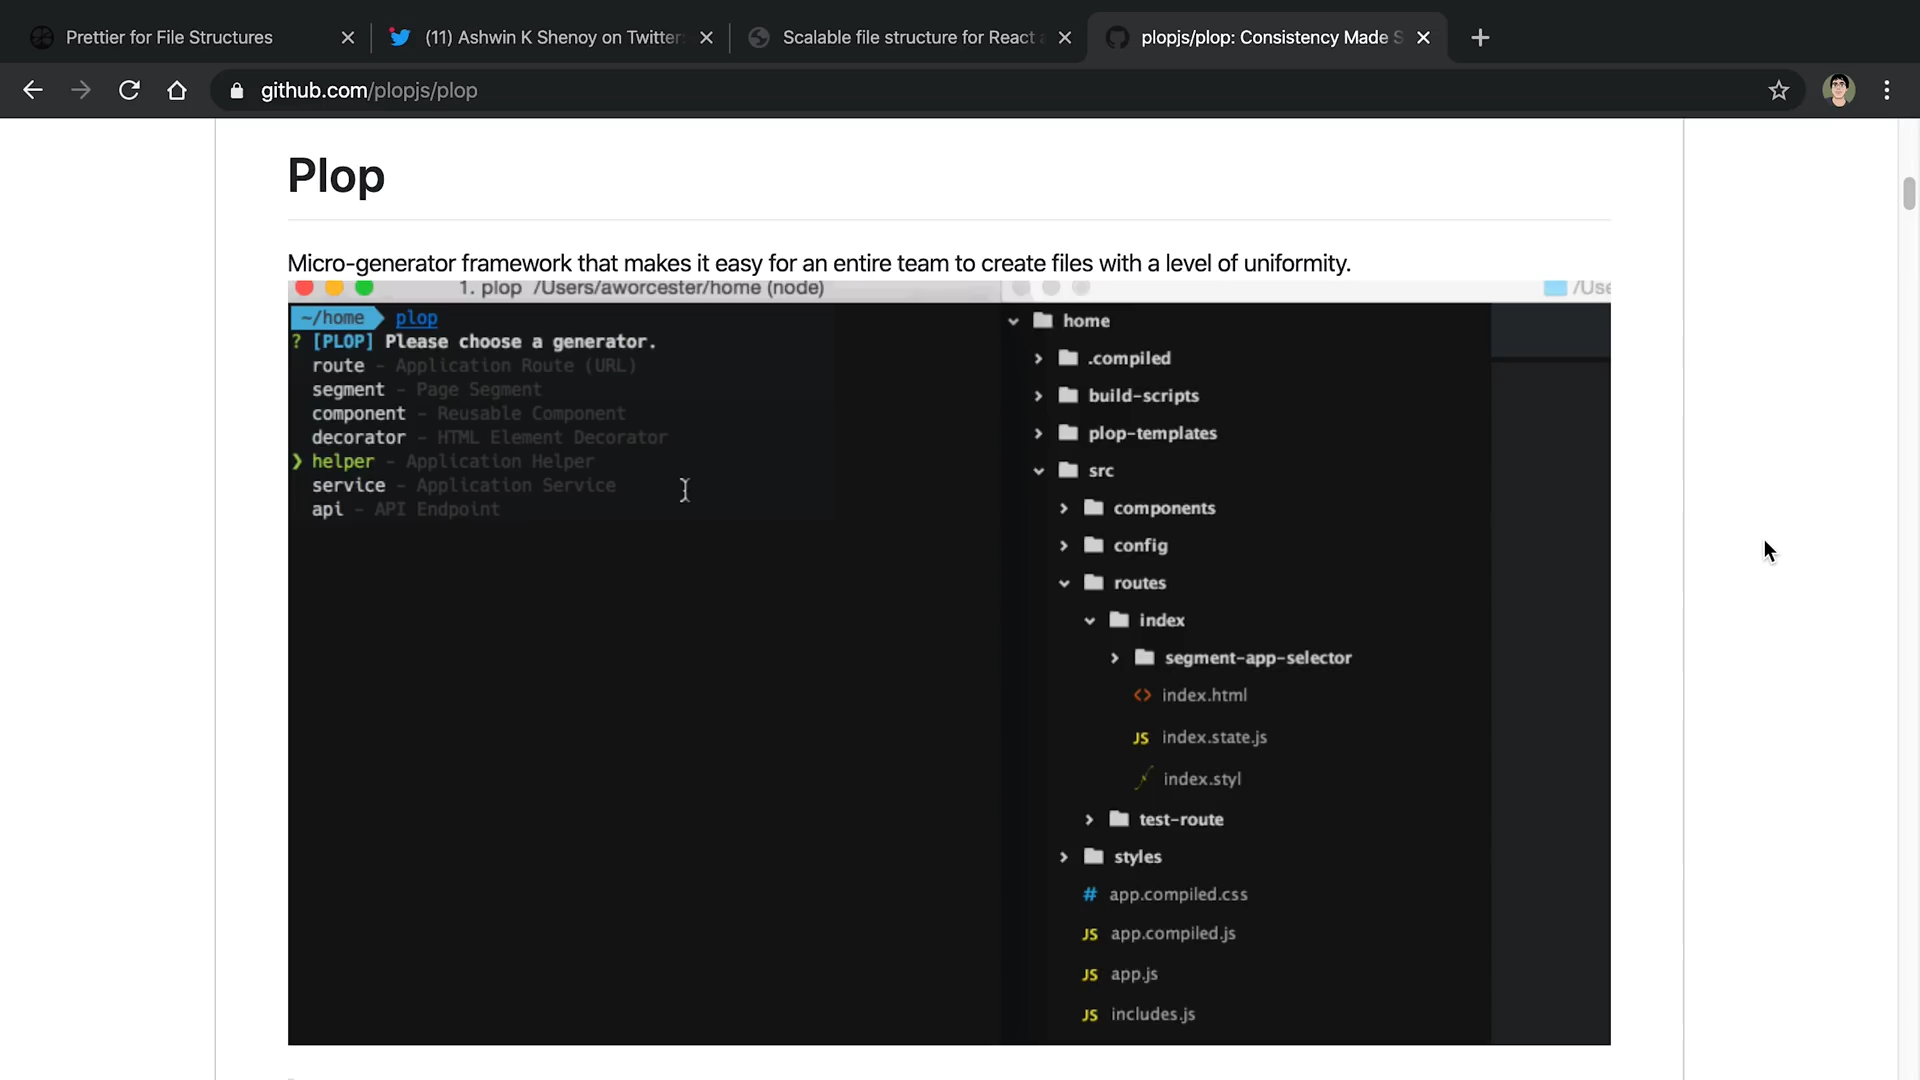 Prettier for File Structures
(11) Ashwin K Shenoy on Twitter:
Scalable file structure for React a
plopjs/plop: Consistency Made S
github.com/plopjs/plop
Plop
Micro-generator framework that makes it easy for an entire team to create files with a level of uniformity.
1. plop /Users/aworcester/home (node)
/Use
~/home plop
? [PLOP] Please choose a generator.
route - Application Route (URL)
segment - Page Segment
component - Reusable Component
decorator - HTML Element Decorator
❯ helper - Application Helper
service - Application Service
api - API Endpoint
home
.compiled
build-scripts
plop-templates
src
components
config
routes
index
segment-app-selector
<> index.html
JS index.state.js
index.styl
test-route
styles
# app.compiled.css
JS app.compiled.js
JS app.js
JS includes.js